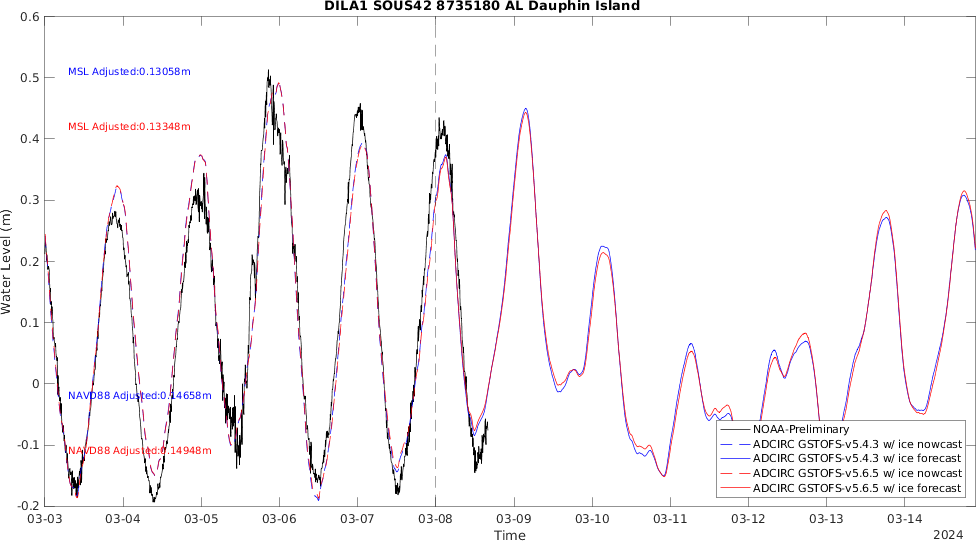 DILA1 SOUS42 8735180 AL Dauphin Island
0.6
0.5
0.4
0.3
0.2
0.1
0
-0.1
-0.2
Water Level (m)
MSL Adjusted:0.13058m
MSL Adjusted:0.13348m
NAVD88 Adjusted:0.14658m
NAVD88 Adjusted:0.14948m
NOAA-Preliminary
ADCIRC GSTOFS-v5.4.3 w/ ice nowcast
ADCIRC GSTOFS-v5.4.3 w/ ice forecast
ADCIRC GSTOFS-v5.6.5 w/ ice nowcast
ADCIRC GSTOFS-v5.6.5 w/ ice forecast
03-03 03-04 03-05 03-06 03-07 03-08 03-09 03-10 03-11 03-12 03-13 03-14
Time
2024